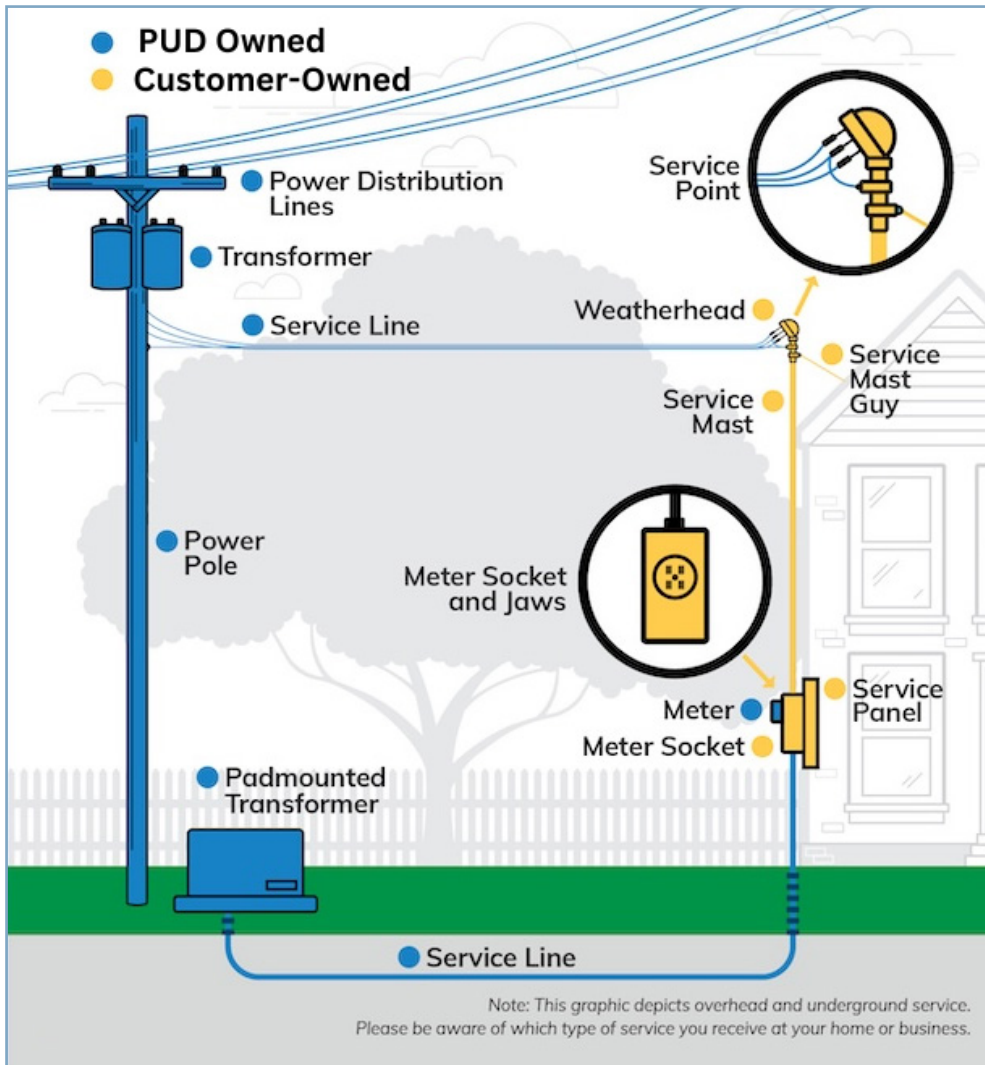 PUD Owned
Customer-Owned
Power Distribution
Lines
Service
Point
Transformer
Weatherhead
Service Line
Service
Mast
Guy
Service
Mast
Power
Pole
Meter Socket
and Jaws
Service
Panel
Meter
Meter Socket
Padmounted
Transformer
Service Line
Note: This graphic depicts overhead and underground service.
Please be aware of which type of service you receive at your home or business.